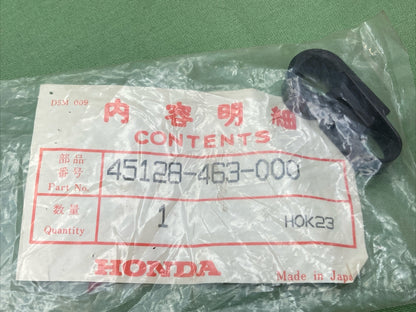 DSM 002
内容明細
CONTENTS
部品番号
Part No.
45128-463-000
数量
Quantity
1
HOK23
HONDA
Made in Japan